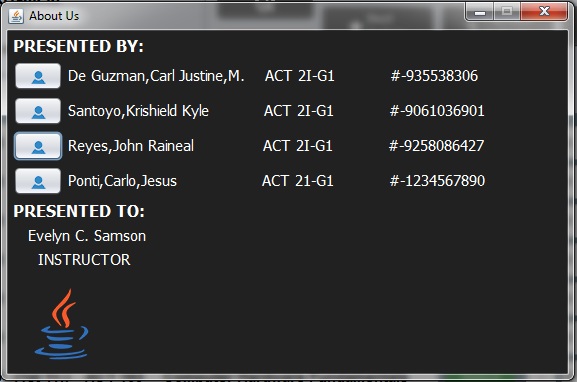 About Us
PRESENTED BY:
De Guzman,Carl Justine,M. ACT 2I-G1 #-935538306
Santoyo,Krishield Kyle ACT 2I-G1 #-9061036901
Reyes,John Raineal ACT 2I-G1 #-9258086427
Ponti,Carlo,Jesus ACT 21-G1 #-1234567890
PRESENTED TO:
Evelyn C. Samson
INSTRUCTOR